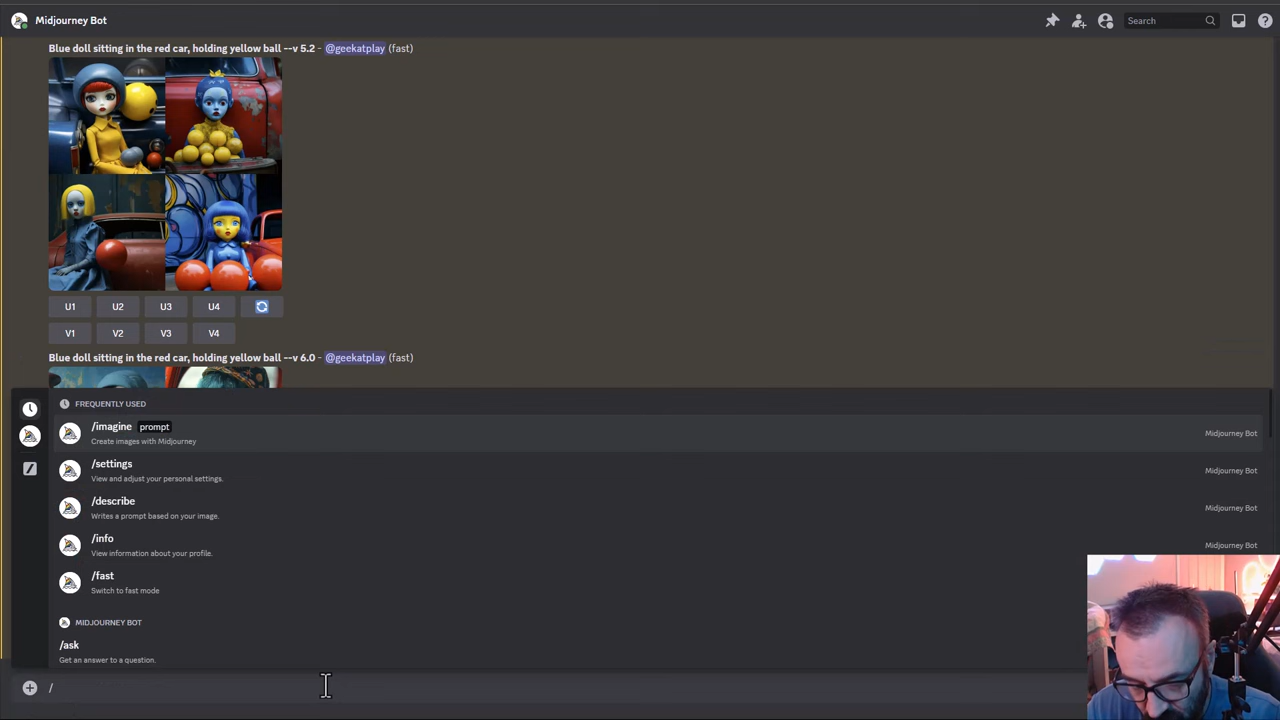 Midjourney Bot
Search
Blue doll sitting in the red car, holding yellow ball --v 5.2 - @geekatplay (fast)
U1 U2 U3 U4
V1 V2 V3 V4
Blue doll sitting in the red car, holding yellow ball --v 6.0 - @geekatplay (fast)
FREQUENTLY USED
/imagine prompt
Create images with Midjourney
Midjourney Bot
/settings
View and adjust your personal settings.
Midjourney Bot
/describe
Writes a prompt based on your image.
Midjourney Bot
/info
View information about your profile.
Midjourney Bot
/fast
Switch to fast mode
MIDJOURNEY BOT
/ask
Get an answer to a question.
/